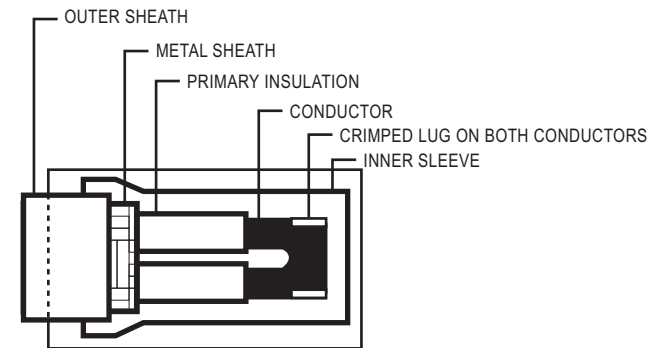 OUTER SHEATH
METAL SHEATH
PRIMARY INSULATION
CONDUCTOR
CRIMPED LUG ON BOTH CONDUCTORS
INNER SLEEVE